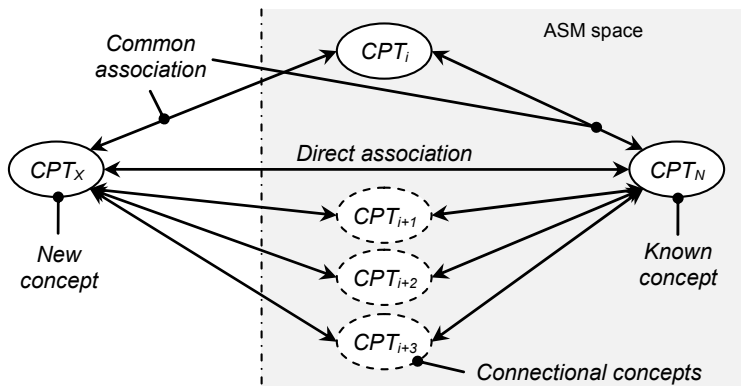 Common
association
CPTi
ASM space
CPTX
Direct association
CPTN
CPTi+1
New
concept
CPTi+2
Known
concept
CPTi+3
Connectional concepts